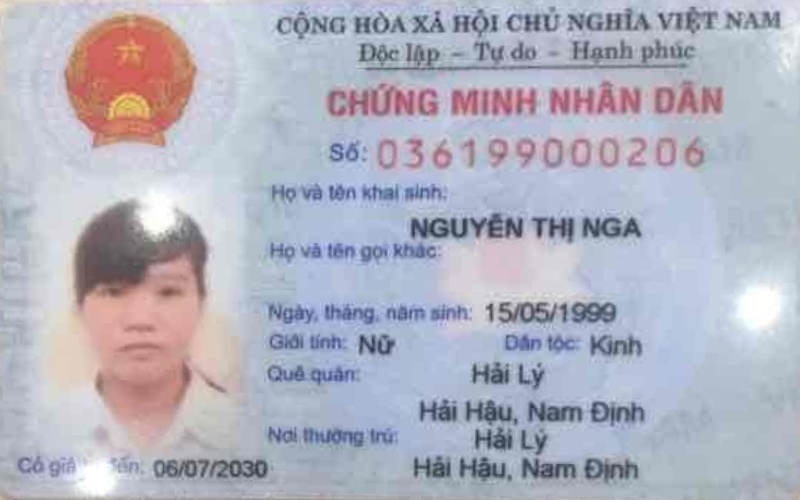 CỘNG HÒA XÃ HỘI CHỦ NGHĨA VIỆT NAM
Độc lập – Tự do – Hạnh phúc
CHỨNG MINH NHÂN DÂN
Số: 036199000206
Họ và tên khai sinh:
NGUYỄN THỊ NGA
Họ và tên gọi khác:
Ngày, tháng, năm sinh: 15/05/1999
Giới tính: Nữ Dân tộc: Kinh
Quê quán: Hải Lý
Hải Hậu, Nam Định
Nơi thường trú: Hải Lý
Hải Hậu, Nam Định
Có giá đến: 06/07/2030